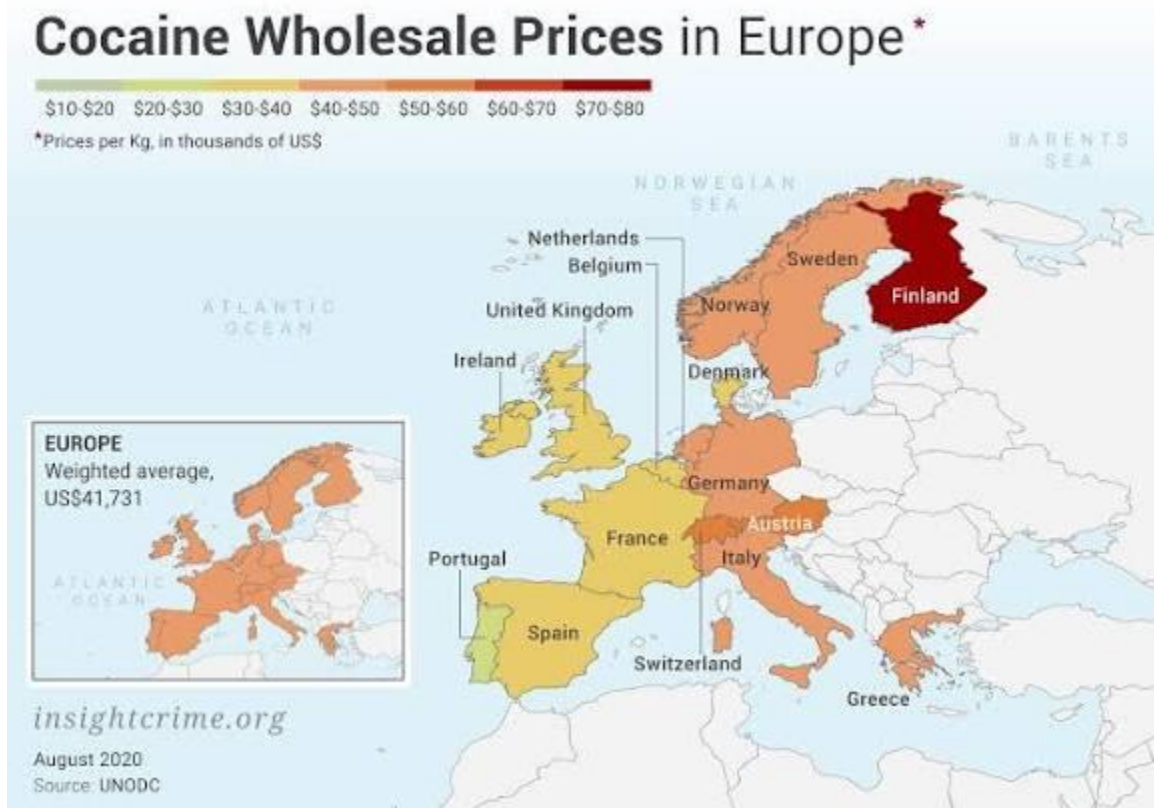 Cocaine Wholesale Prices in Europe*
$10-$20 $20-$30 $30-$40 $40-$50 $50-$60 $60-$70 $70-$80
*Prices per Kg, in thousands of US$
BARENTS
SEA
NORWEGIAN
SEA
Netherlands
Belgium
Sweden
Finland
ATLANTIC
OCEAN
United Kingdom
Norway
Ireland
Denmark
EUROPE
Weighted average,
US$41,731
ATLANTIC
OCEAN
Germany
Austria
France
Italy
Portugal
Spain
Switzerland
Greece
insightcrime.org
August 2020
Source: UNODC